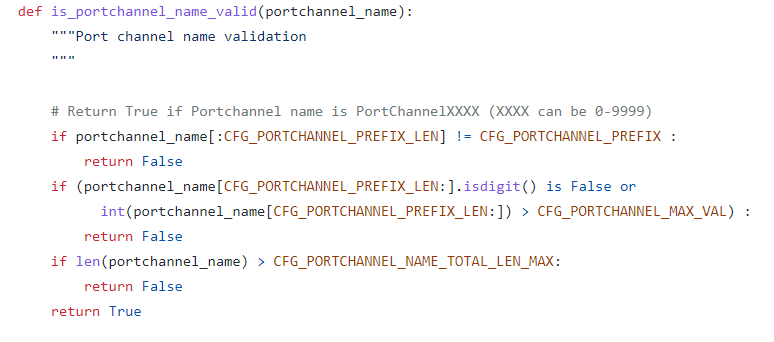 def is_portchannel_name_valid(portchannel_name):
    """Port channel name validation
    """
    # Return True if Portchannel name is PortChannelXXXX (XXXX can be 0-9999)
    if portchannel_name[:CFG_PORTCHANNEL_PREFIX_LEN] != CFG_PORTCHANNEL_PREFIX :
        return False
    if (portchannel_name[CFG_PORTCHANNEL_PREFIX_LEN:].isdigit() is False or
          int(portchannel_name[CFG_PORTCHANNEL_PREFIX_LEN:]) > CFG_PORTCHANNEL_MAX_VAL) :
        return False
    if len(portchannel_name) > CFG_PORTCHANNEL_NAME_TOTAL_LEN_MAX:
        return False
    return True